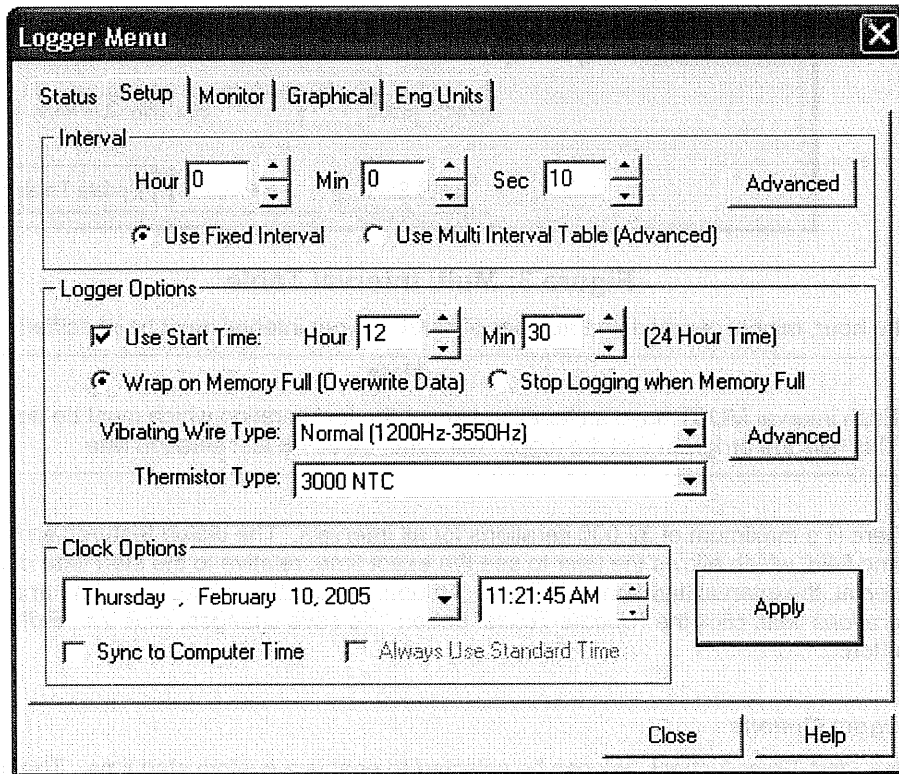 Logger Menu
Status Setup Monitor Graphical Eng Units
Interval
Hour 0 Min 0 Sec 10 Advanced
Use Fixed Interval Use Multi Interval Table (Advanced)
Logger Options
Use Start Time: Hour 12 Min 30 (24 Hour Time)
Wrap on Memory Full (Overwrite Data) Stop Logging when Memory Full
Vibrating Wire Type: Normal (1200Hz-3550Hz) Advanced
Thermistor Type: 3000 NTC
Clock Options
Thursday , February 10, 2005 11:21:45 AM Apply
Sync to Computer Time Always Use Standard Time
Close Help